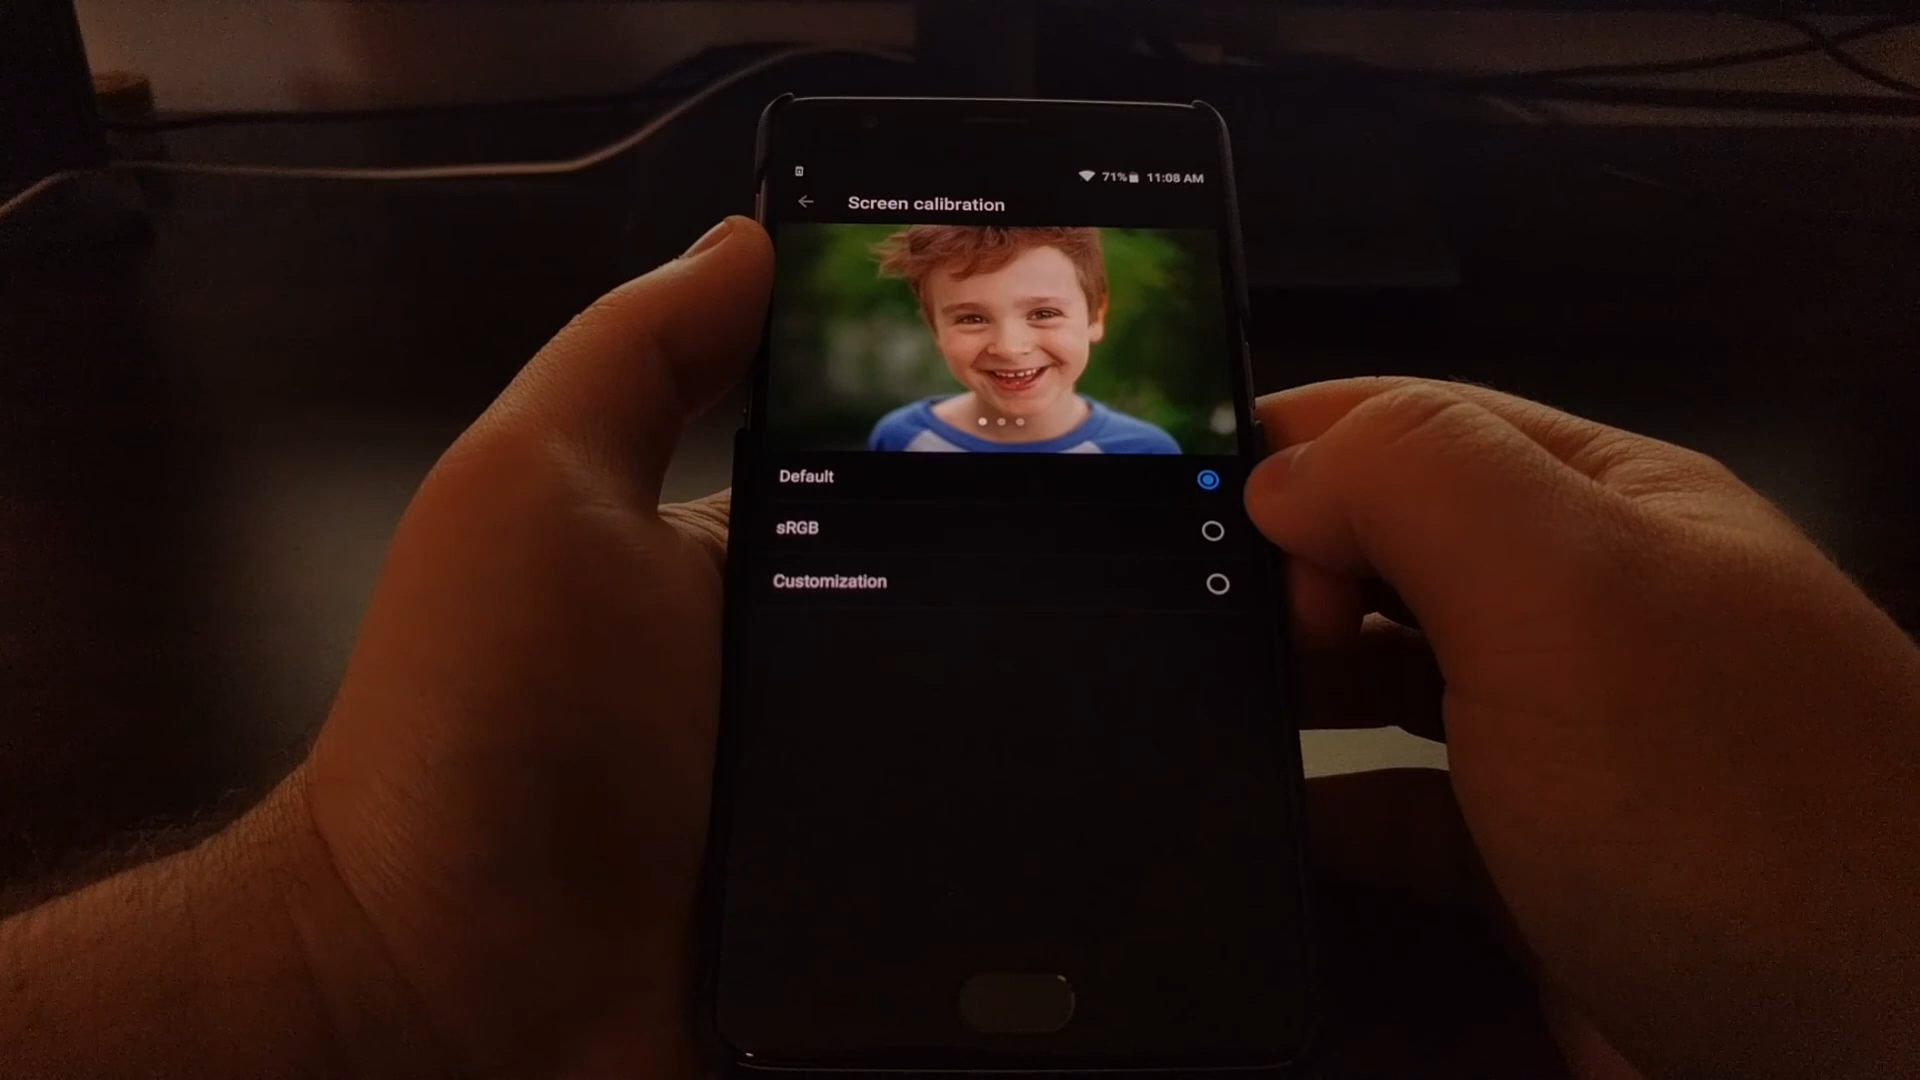 71% 11:08 AM
Screen calibration
Default
sRGB
Customization